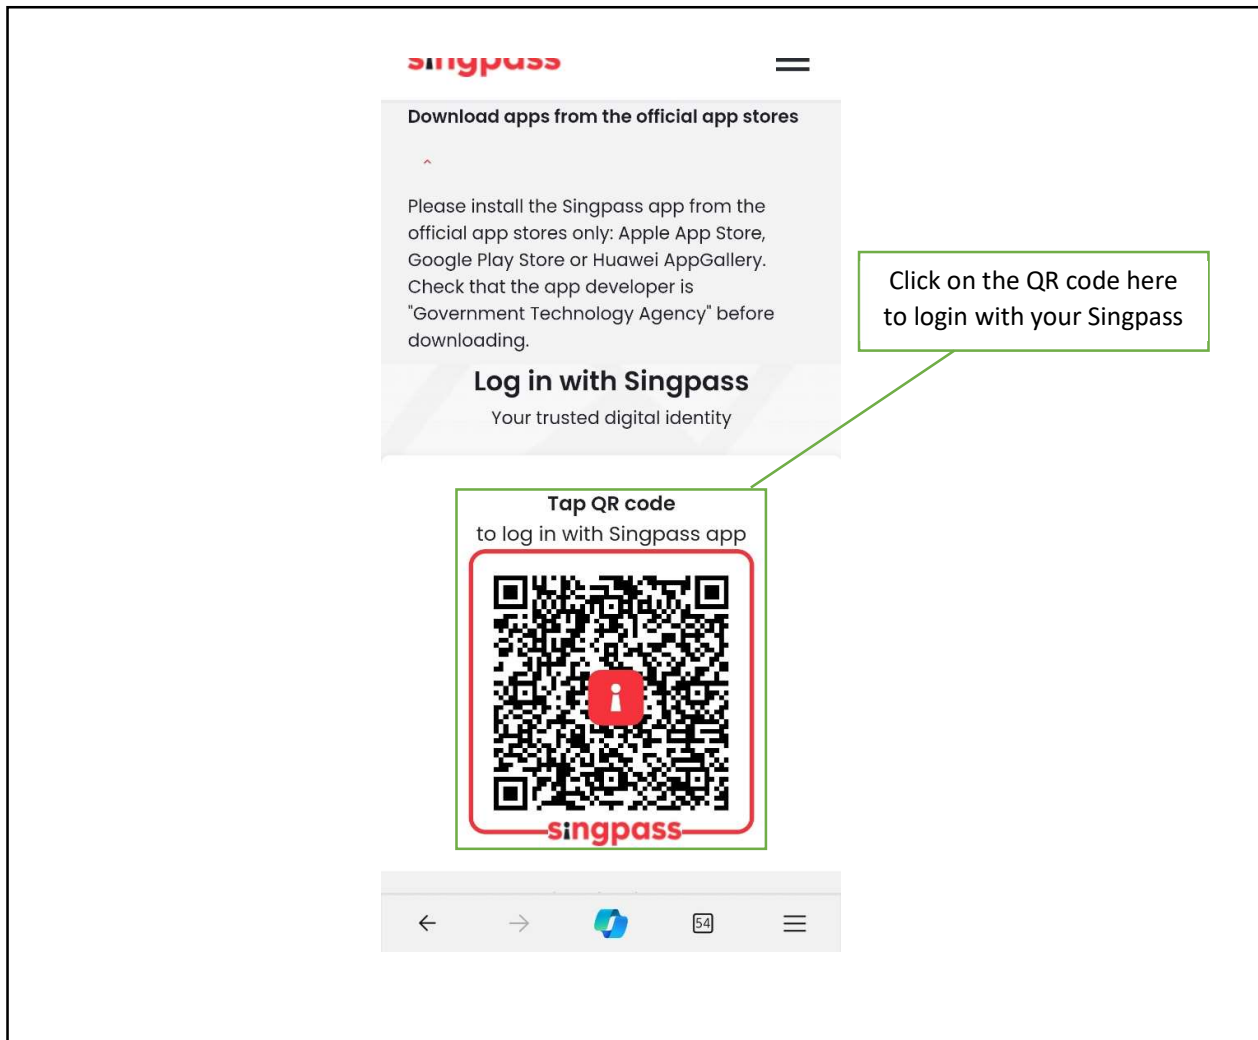 singpass
Download apps from the official app stores
Please install the Singpass app from the
official app stores only: Apple App Store,
Google Play Store or Huawei AppGallery.
Check that the app developer is
"Government Technology Agency" before
downloading.
Click on the QR code here
to login with your Singpass
Log in with Singpass
Your trusted digital identity
Tap QR code
to log in with Singpass app
singpass
54